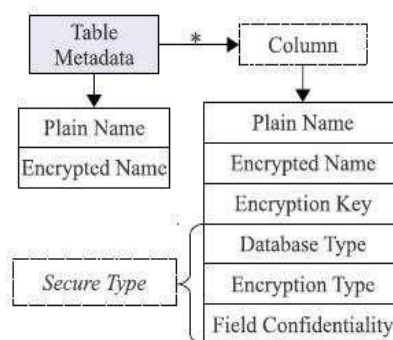 Table
Metadata
*
Column
Plain Name
Encrypted Name
Plain Name
Encrypted Name
Encryption Key
Database Type
Encryption Type
Field Confidentiality
Secure Type